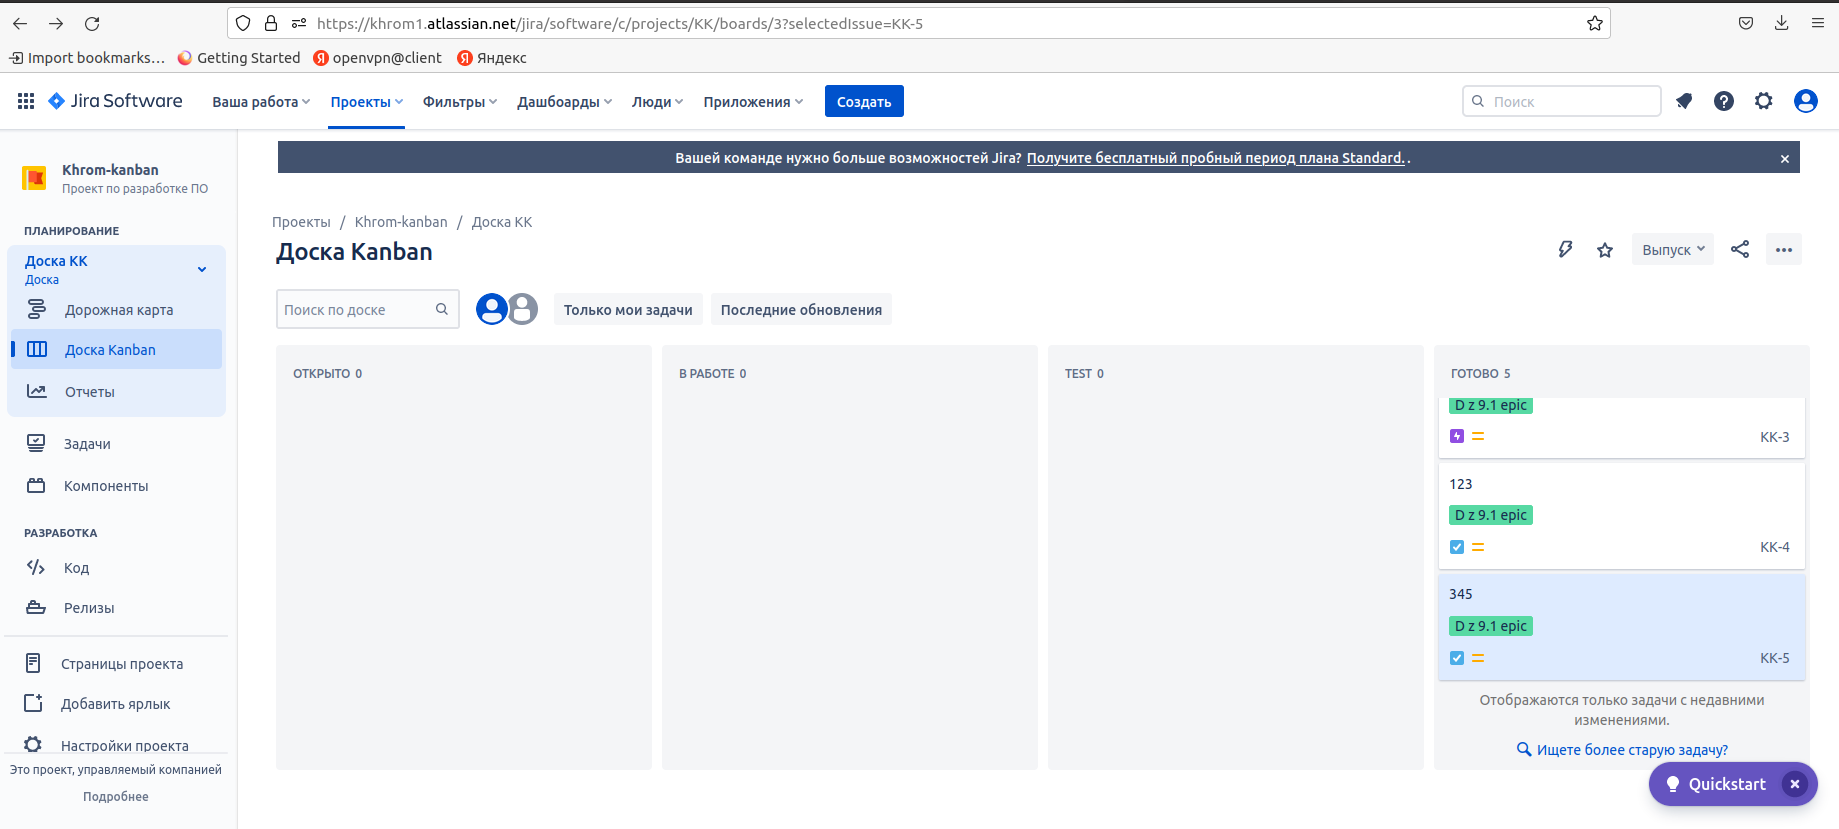 https://khrom1.atlassian.net/jira/software/c/projects/KK/boards/3?selectedIssue=KK-5
Import bookmarks... Getting Started openvpn@client Яндекс
Jira Software Ваша работа Проекты Фильтры Дашборды Люди Приложения Создать Поиск
Вашей команде нужно больше возможностей Jira? Получите бесплатный пробный период плана Standard. .
Khrom-kanban
Проект по разработке ПО
ПЛАНИРОВАНИЕ
Доска КК
Доска
Дорожная карта
Доска Kanban
Отчеты
Задачи
Компоненты
РАЗРАБОТКА
Код
Релизы
Страницы проекта
Добавить ярлык
Настройки проекта
Это проект, управляемый компанией
Подробнее
Проекты / Khrom-kanban / Доска КК
Доска Kanban
Выпуск
Поиск по доске Только мои задачи Последние обновления
ОТКРЫТО 0
В РАБОТЕ 0
TEST 0
ГОТОВО 5
D z 9.1 epic
KK-3
123
D z 9.1 epic
KK-4
345
D z 9.1 epic
KK-5
Отображаются только задачи с недавними
изменениями.
Ищете более старую задачу?
Quickstart